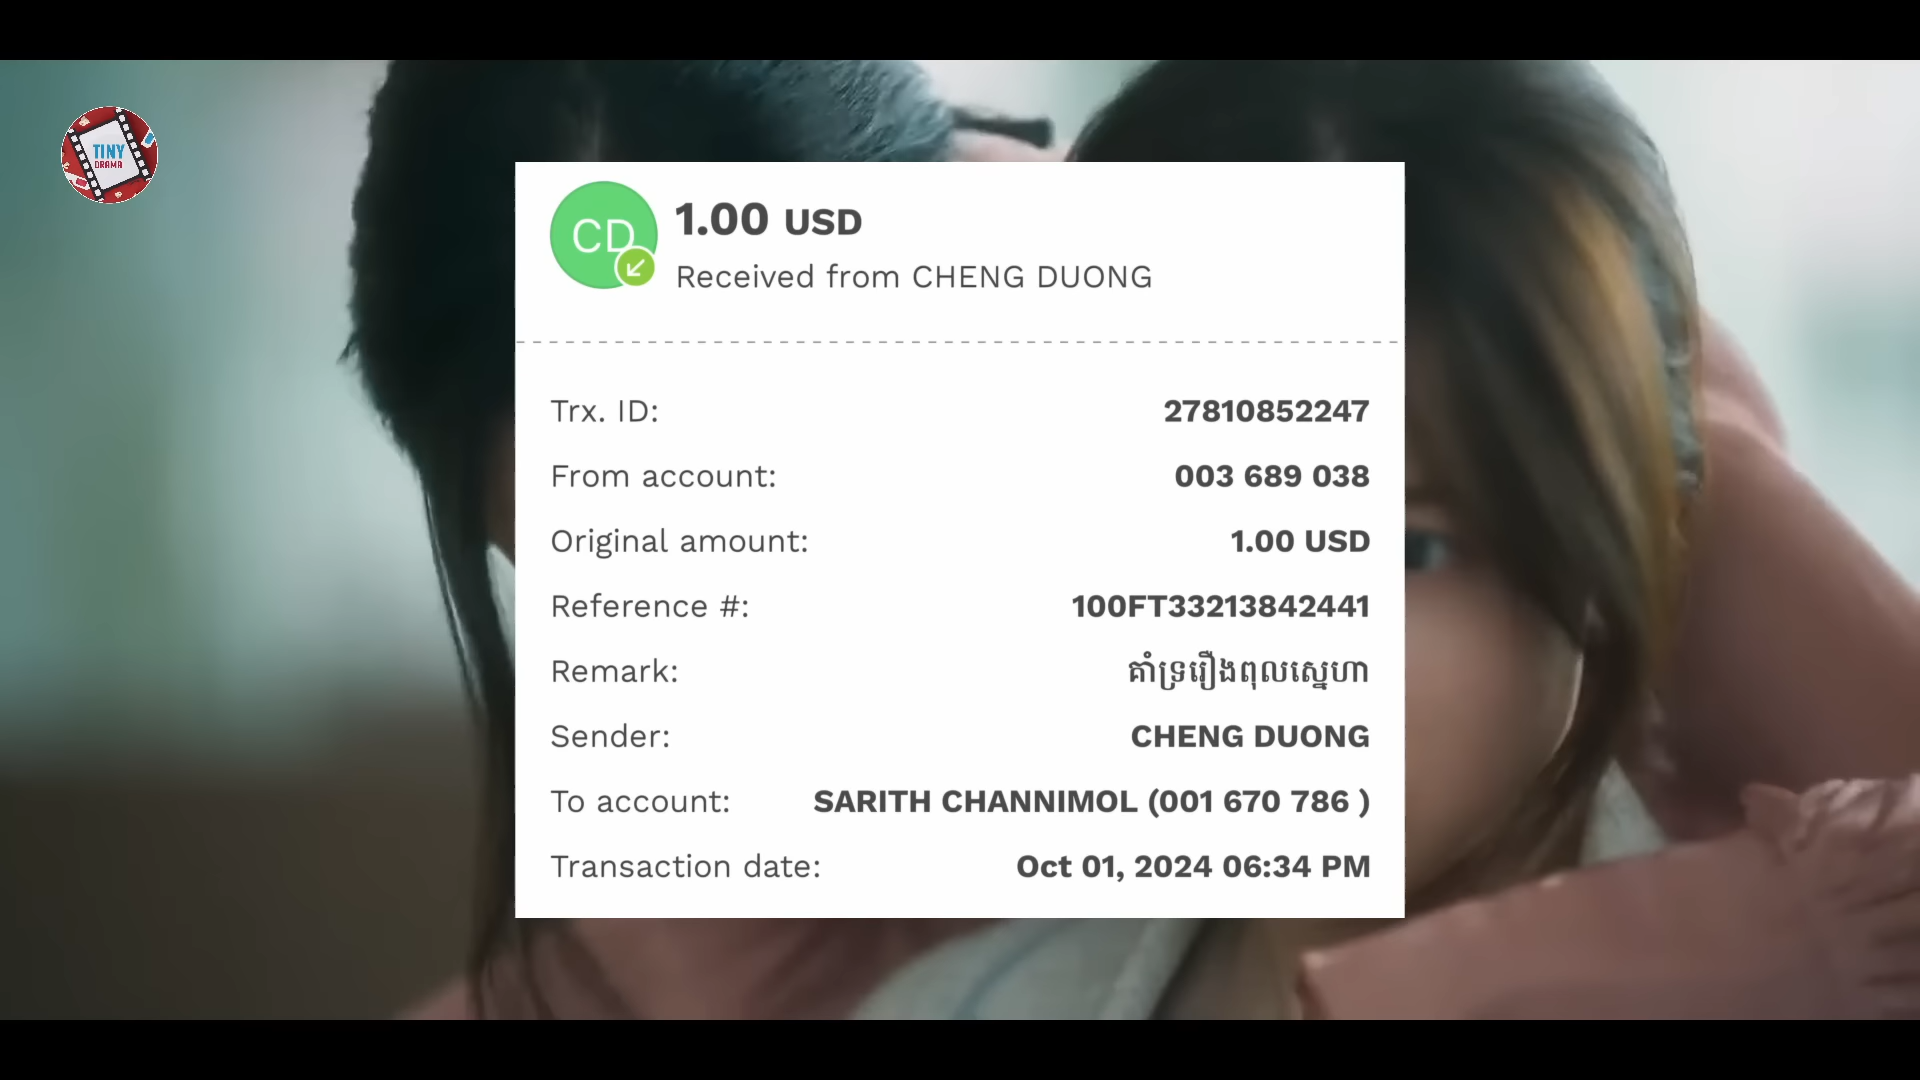 TINY
DRAMA
CD
1.00 USD
Received from CHENG DUONG
Trx. ID: 27810852247
From account: 003 689 038
Original amount: 1.00 USD
Reference #: 100FT33213842441
Remark: គាំទ្ររឿងពុលស្នេហា
Sender: CHENG DUONG
To account: SARITH CHANNIMOL (001 670 786 )
Transaction date: Oct 01, 2024 06:34 PM